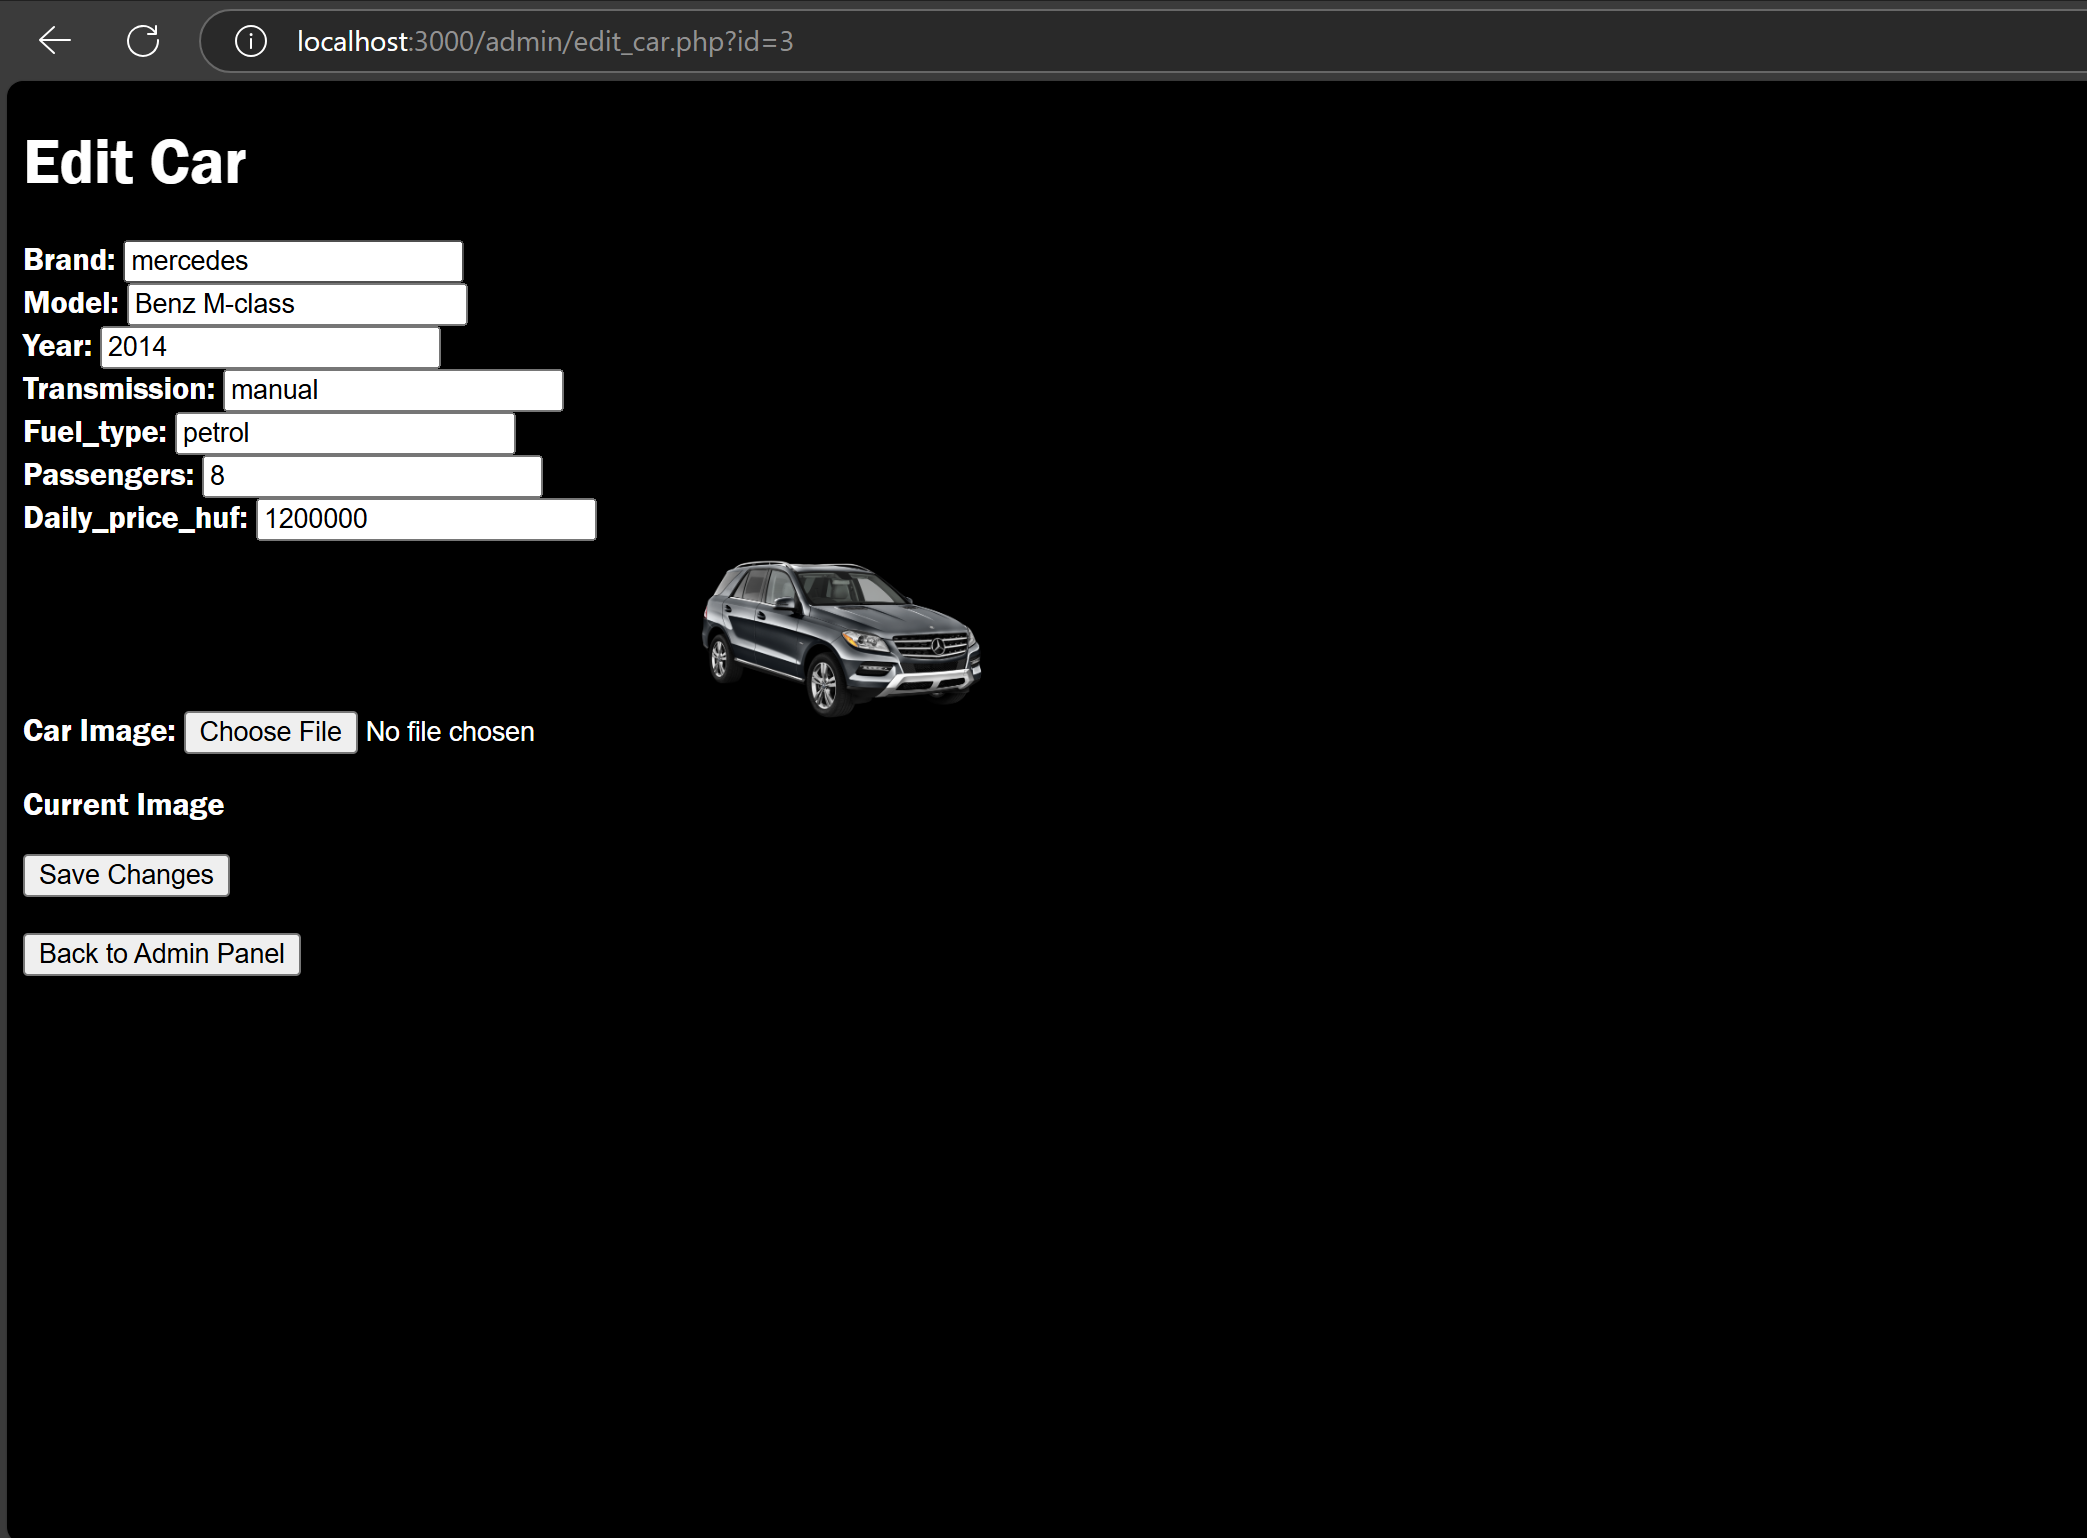 localhost:3000/admin/edit_car.php?id=3
Edit Car
Brand: mercedes
Model: Benz M-class
Year: 2014
Transmission: manual
Fuel_type: petrol
Passengers: 8
Daily_price_huf: 1200000
Car Image: Choose File No file chosen
Current Image
Save Changes
Back to Admin Panel